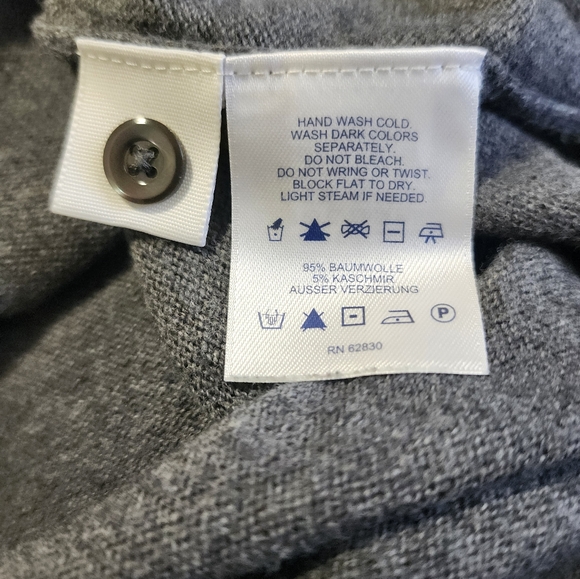 HAND WASH COLD.
WASH DARK COLORS
SEPARATELY.
DO NOT BLEACH.
DO NOT WRING OR TWIST.
BLOCK FLAT TO DRY.
LIGHT STEAM IF NEEDED.
95% BAUMWOLLE
5% KASCHMIR
AUSSER VERZIERUNG
P
RN 62830